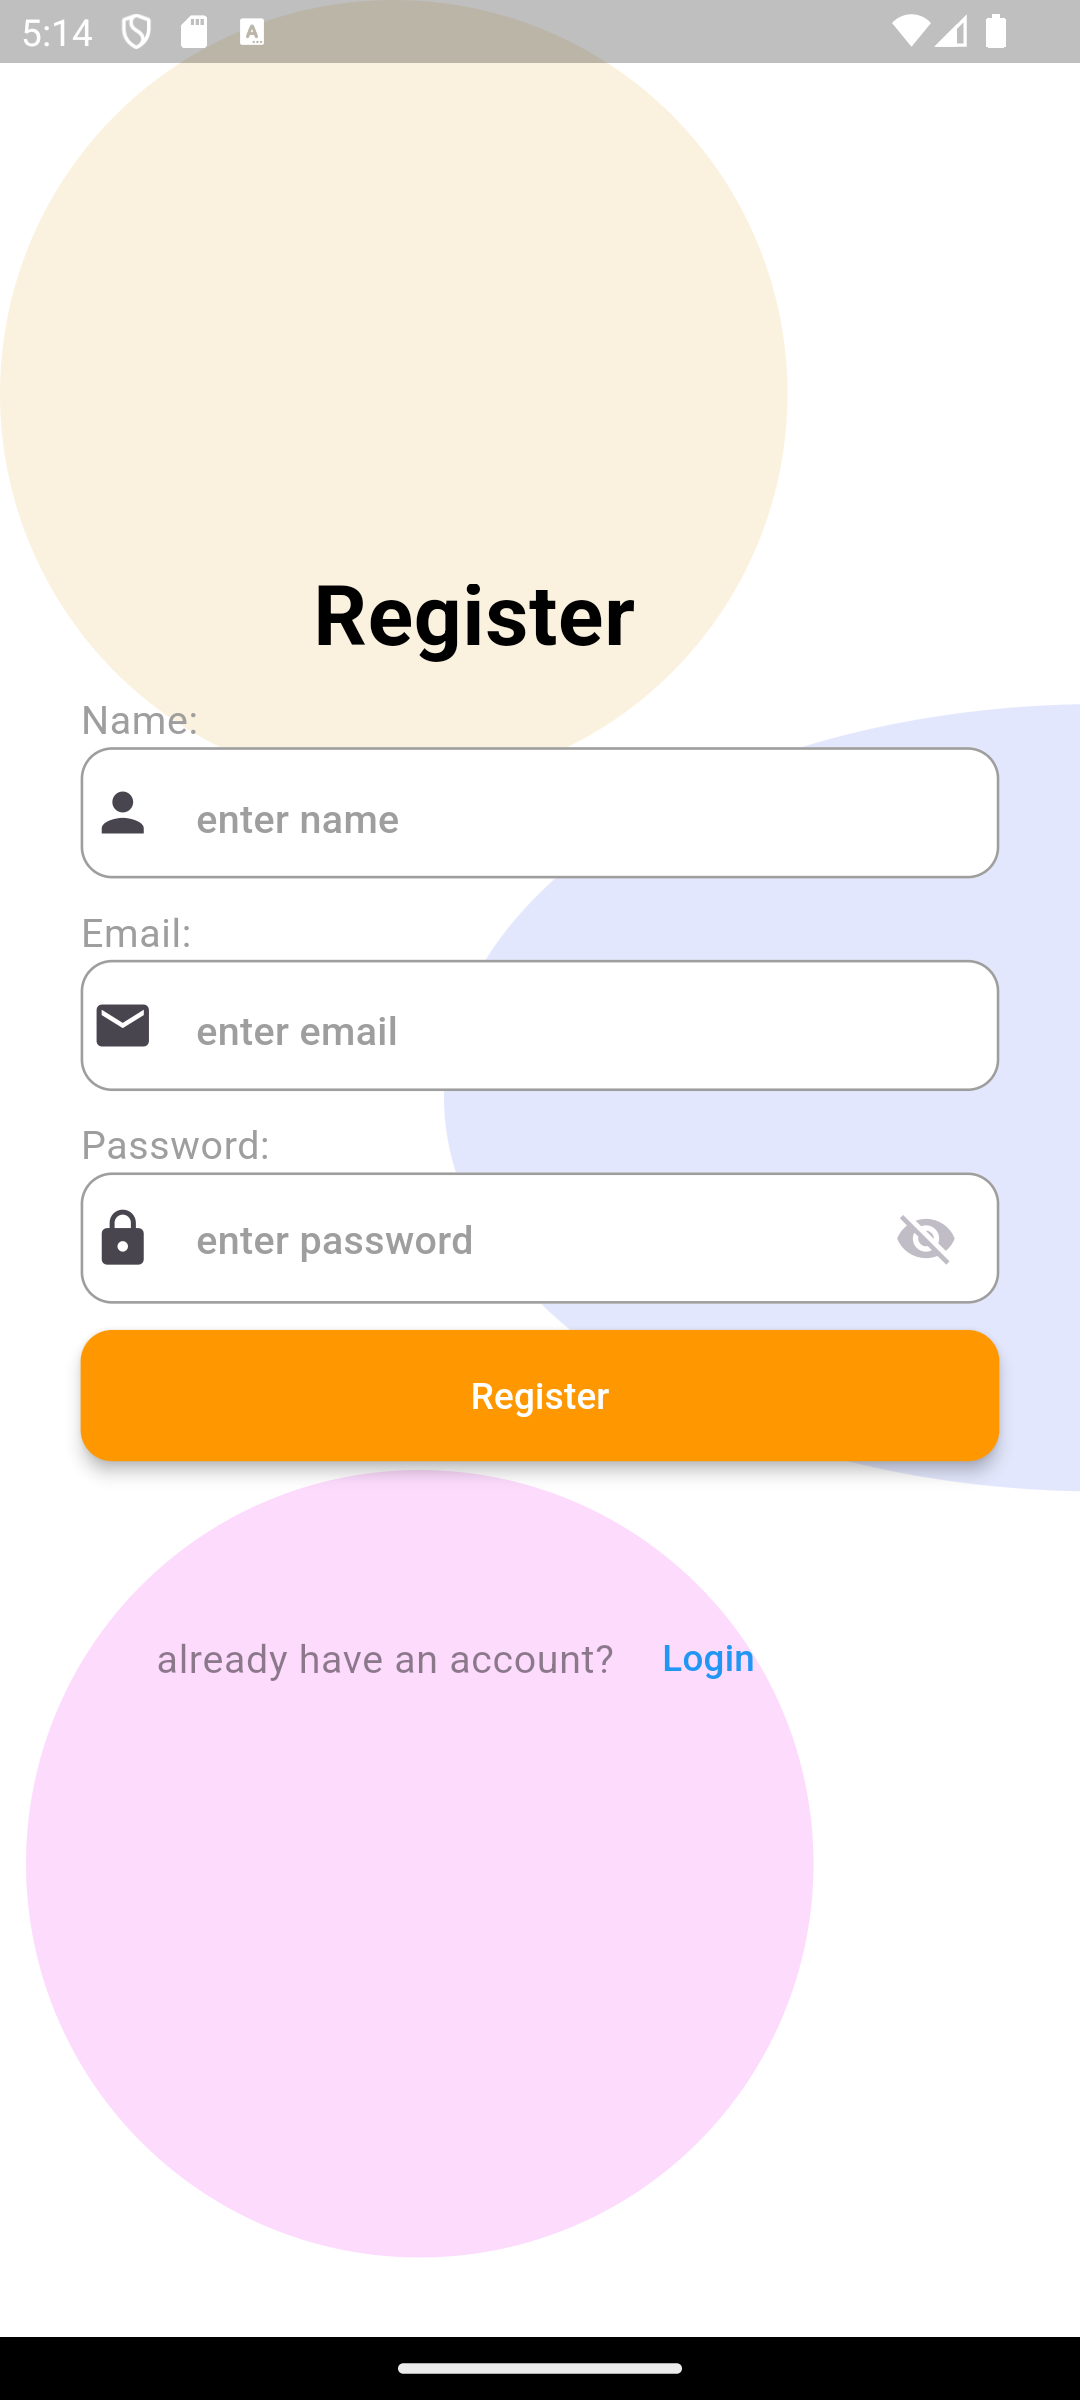 5:14
Register
Name:
enter name
Email:
enter email
Password:
enter password
Register
already have an account? Login